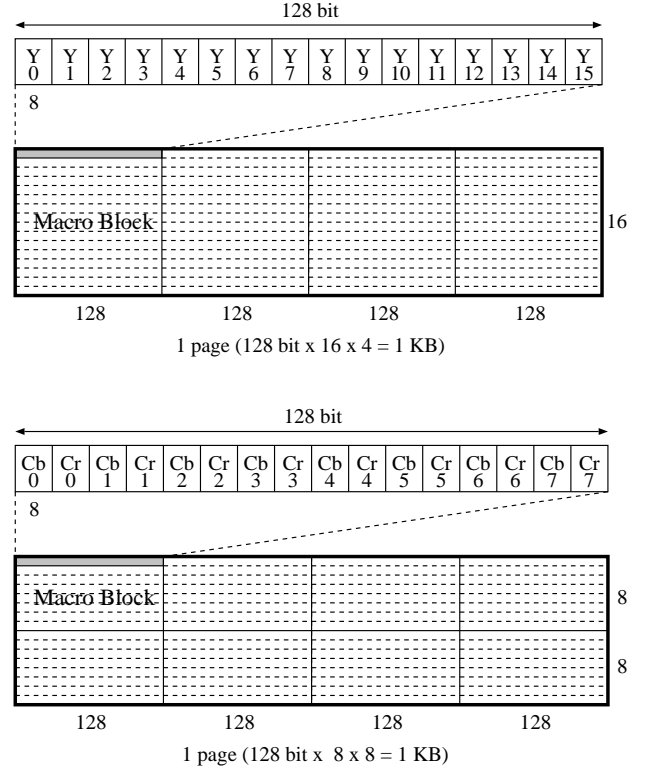 128 bit
Y Y Y Y Y Y Y Y Y Y Y Y Y Y Y Y
0 1 2 3 4 5 6 7 8 9 10 11 12 13 14 15
8
Macro Block
16
128 128 128 128
1 page (128 bit x 16 x 4 = 1 KB)
128 bit
Cb Cr Cb Cr Cb Cr Cb Cr Cb Cr Cb Cr Cb Cr Cb Cr
0 0 1 1 2 2 3 3 4 4 5 5 6 6 7 7
8
Macro Block
8
8
128 128 128 128
1 page (128 bit x 8 x 8 = 1 KB)